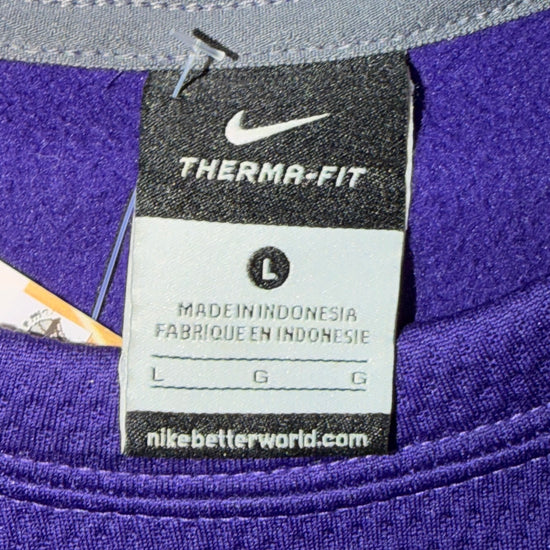 THERMA-FIT
L
MADE IN INDONESIA
FABRIQUE EN INDONESIE
L G G
nikebetterworld.com